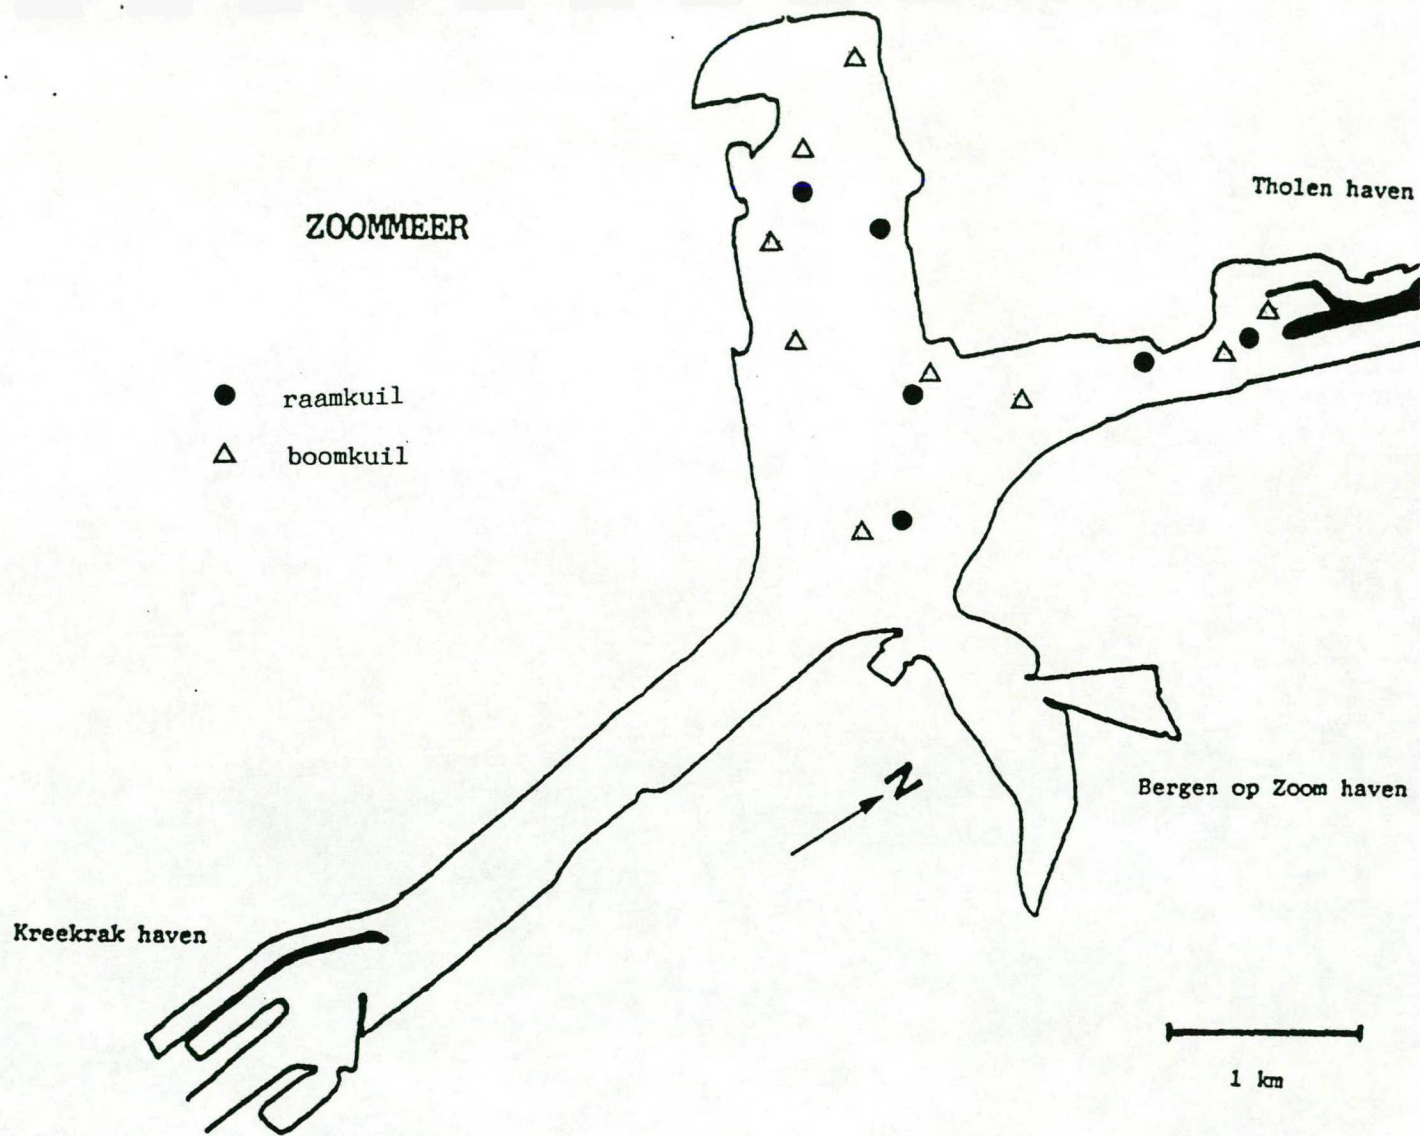 Tholen haven
ZOOMMEER
raamkuil
boomkuil
N
Bergen op Zoom haven
Kreekrak haven
1 km